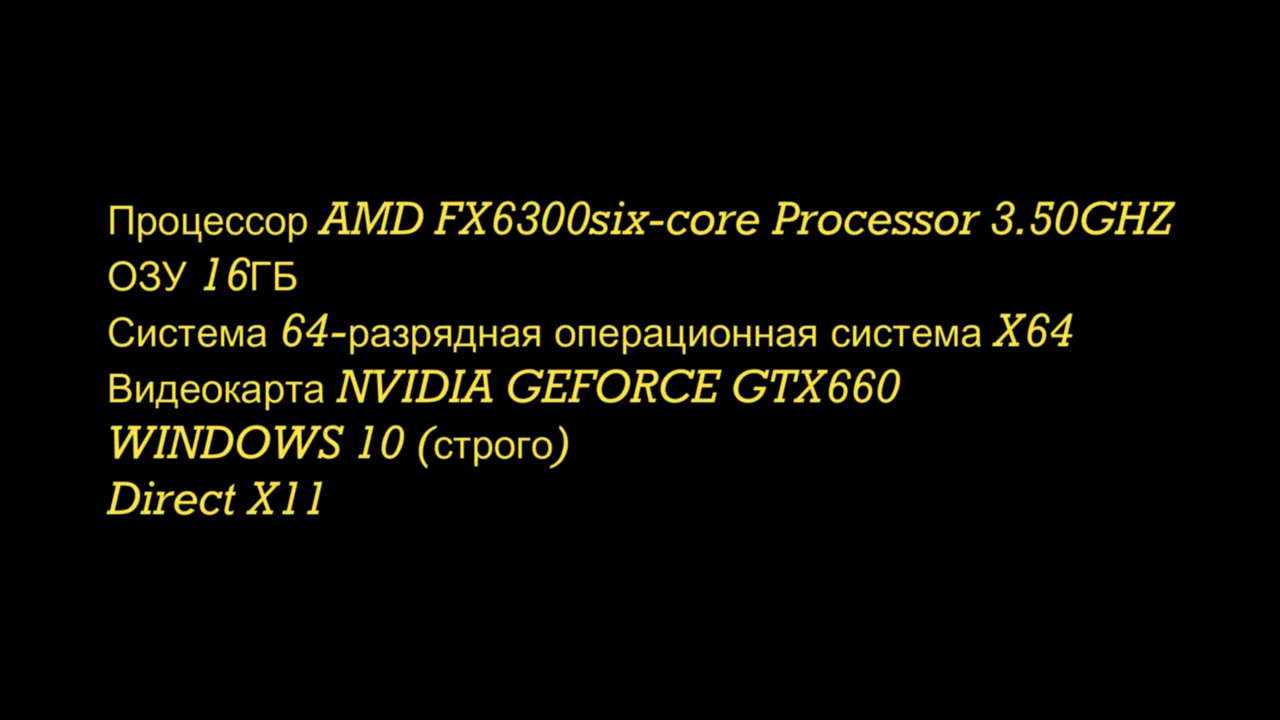 Процессор AMD FX6300six-core Processor 3.50GHZ
ОЗУ 16ГБ
Система 64-разрядная операционная система X64
Видеокарта NVIDIA GEFORCE GTX660
WINDOWS 10 (строго)
Direct X11